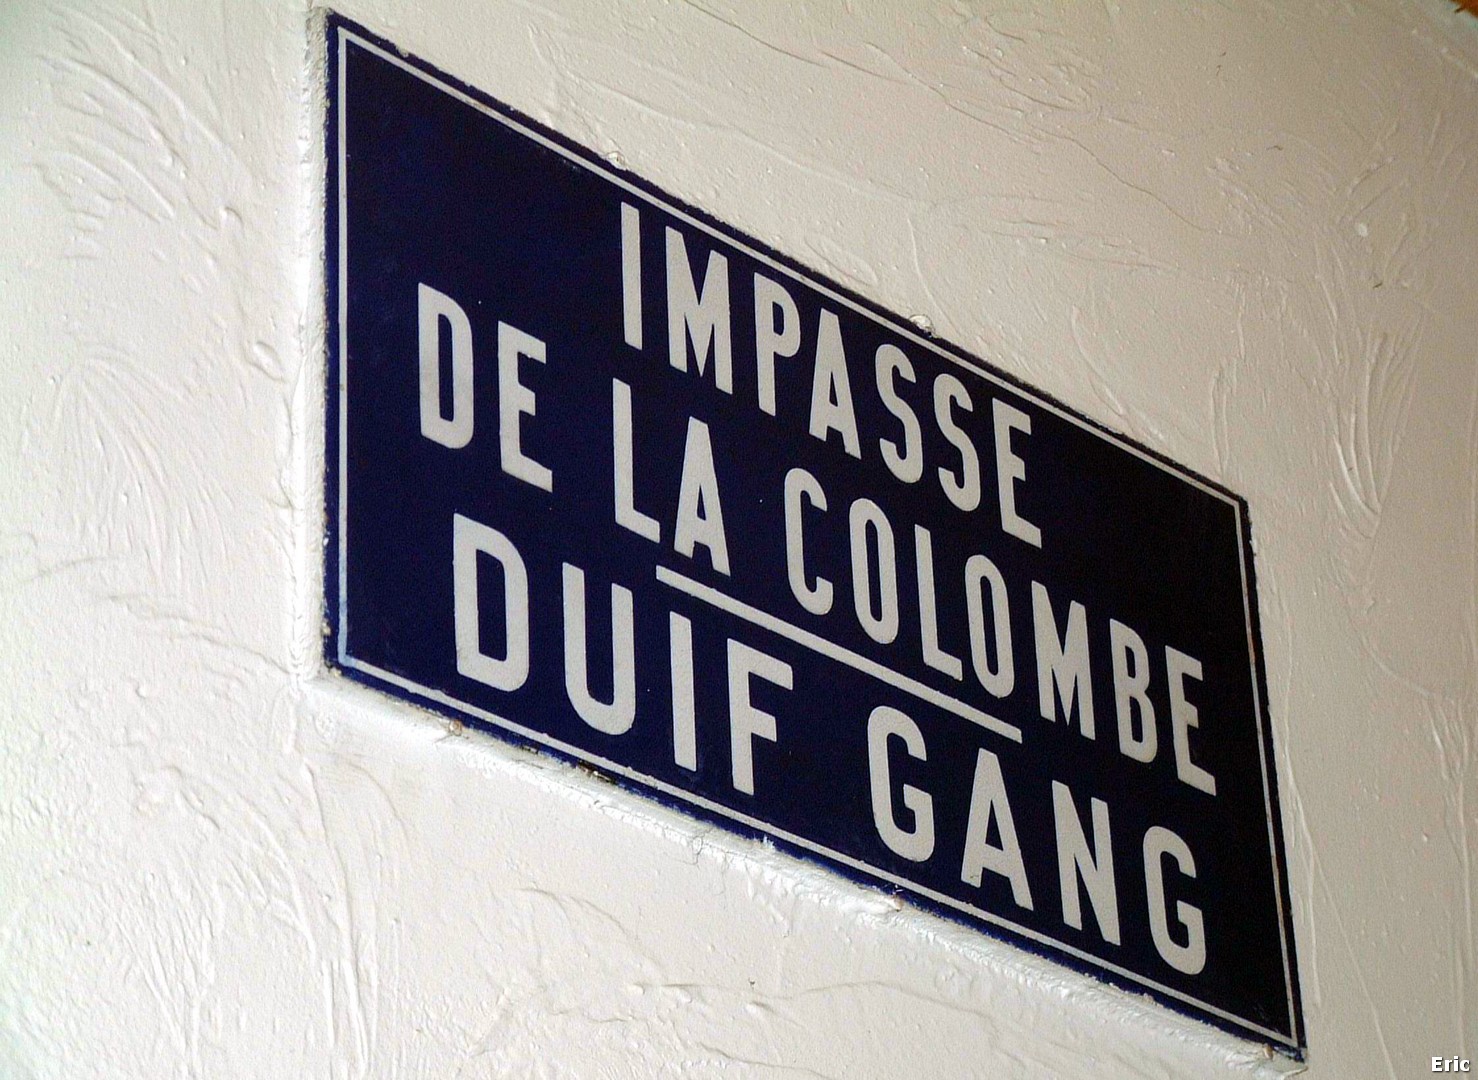 IMPASSE
DE LA COLOMBE
DUIF GANG
Eric